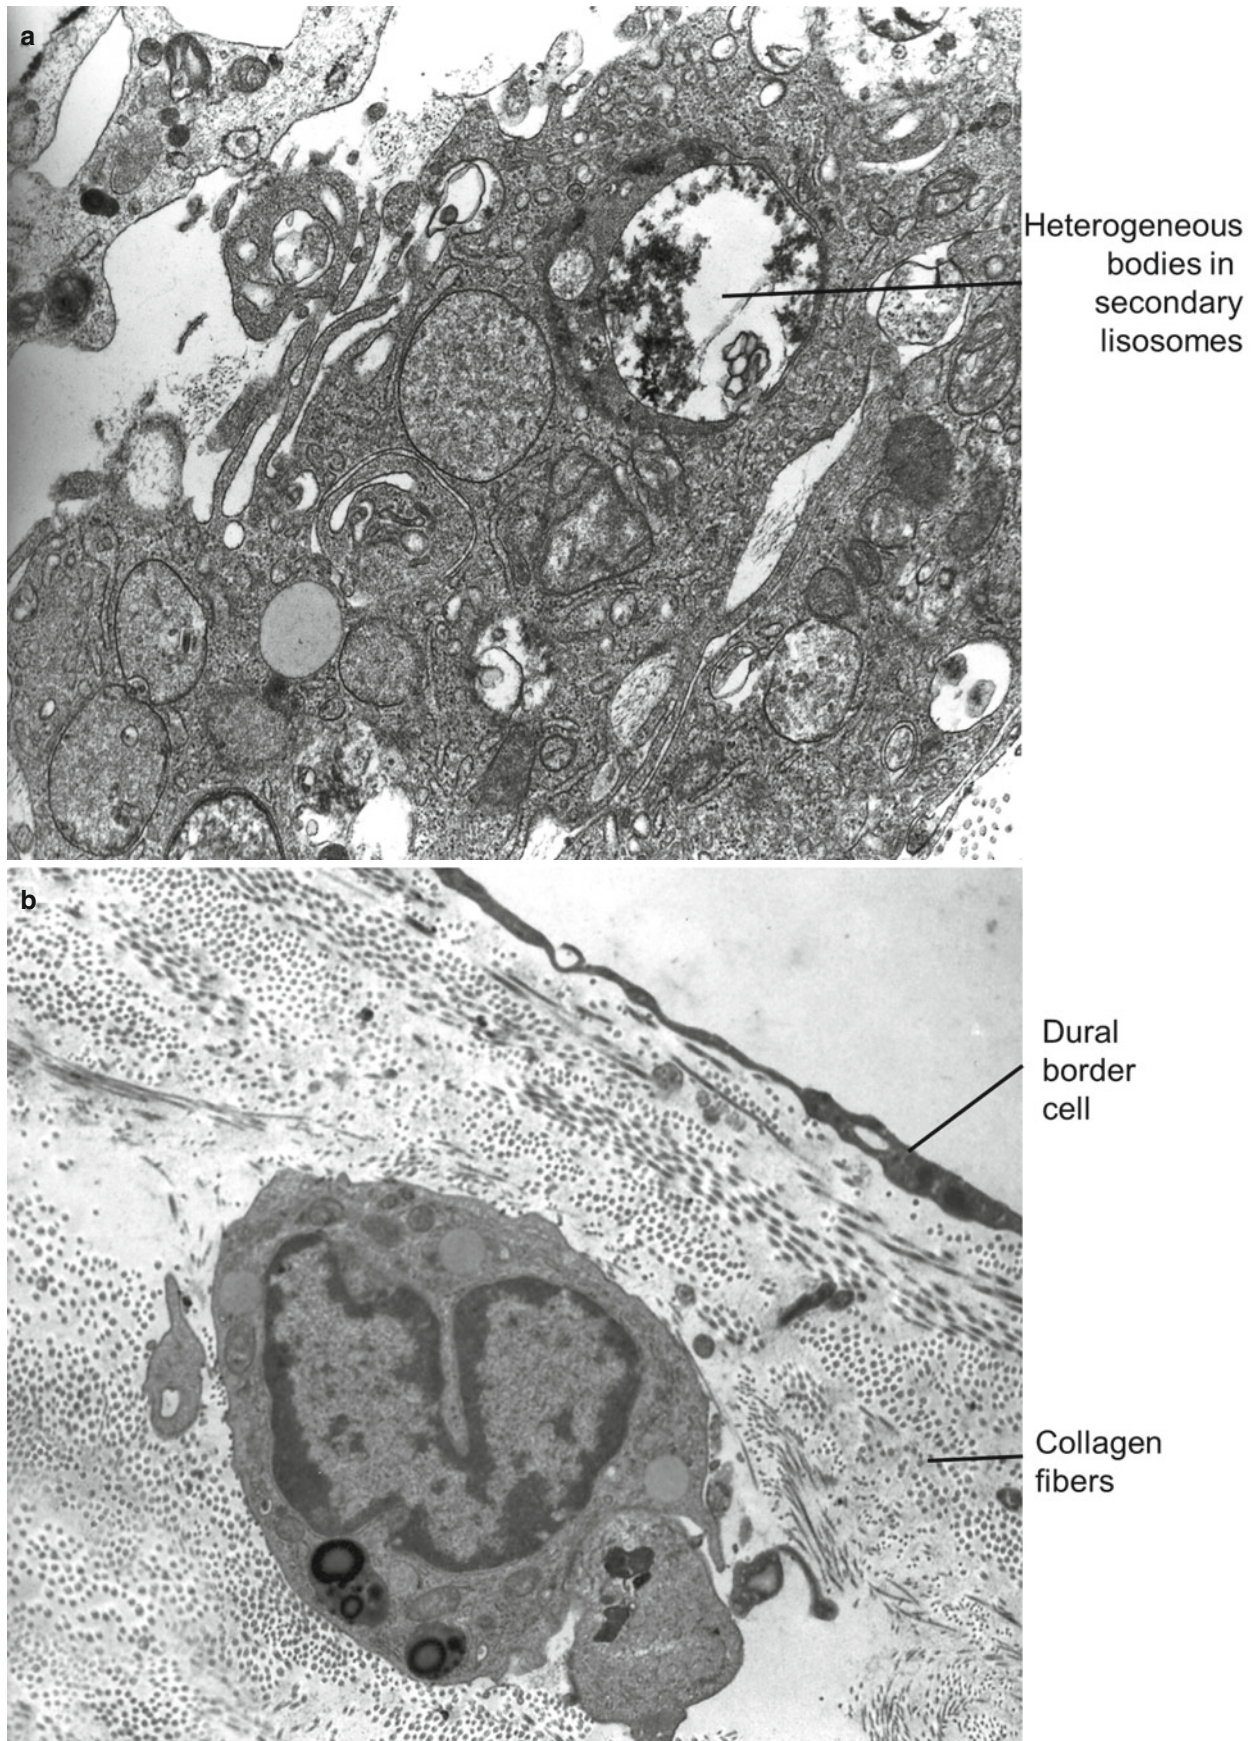 a
Heterogeneous
bodies in
secondary
lisosomes
b
Dural
border
cell
Collagen
fibers